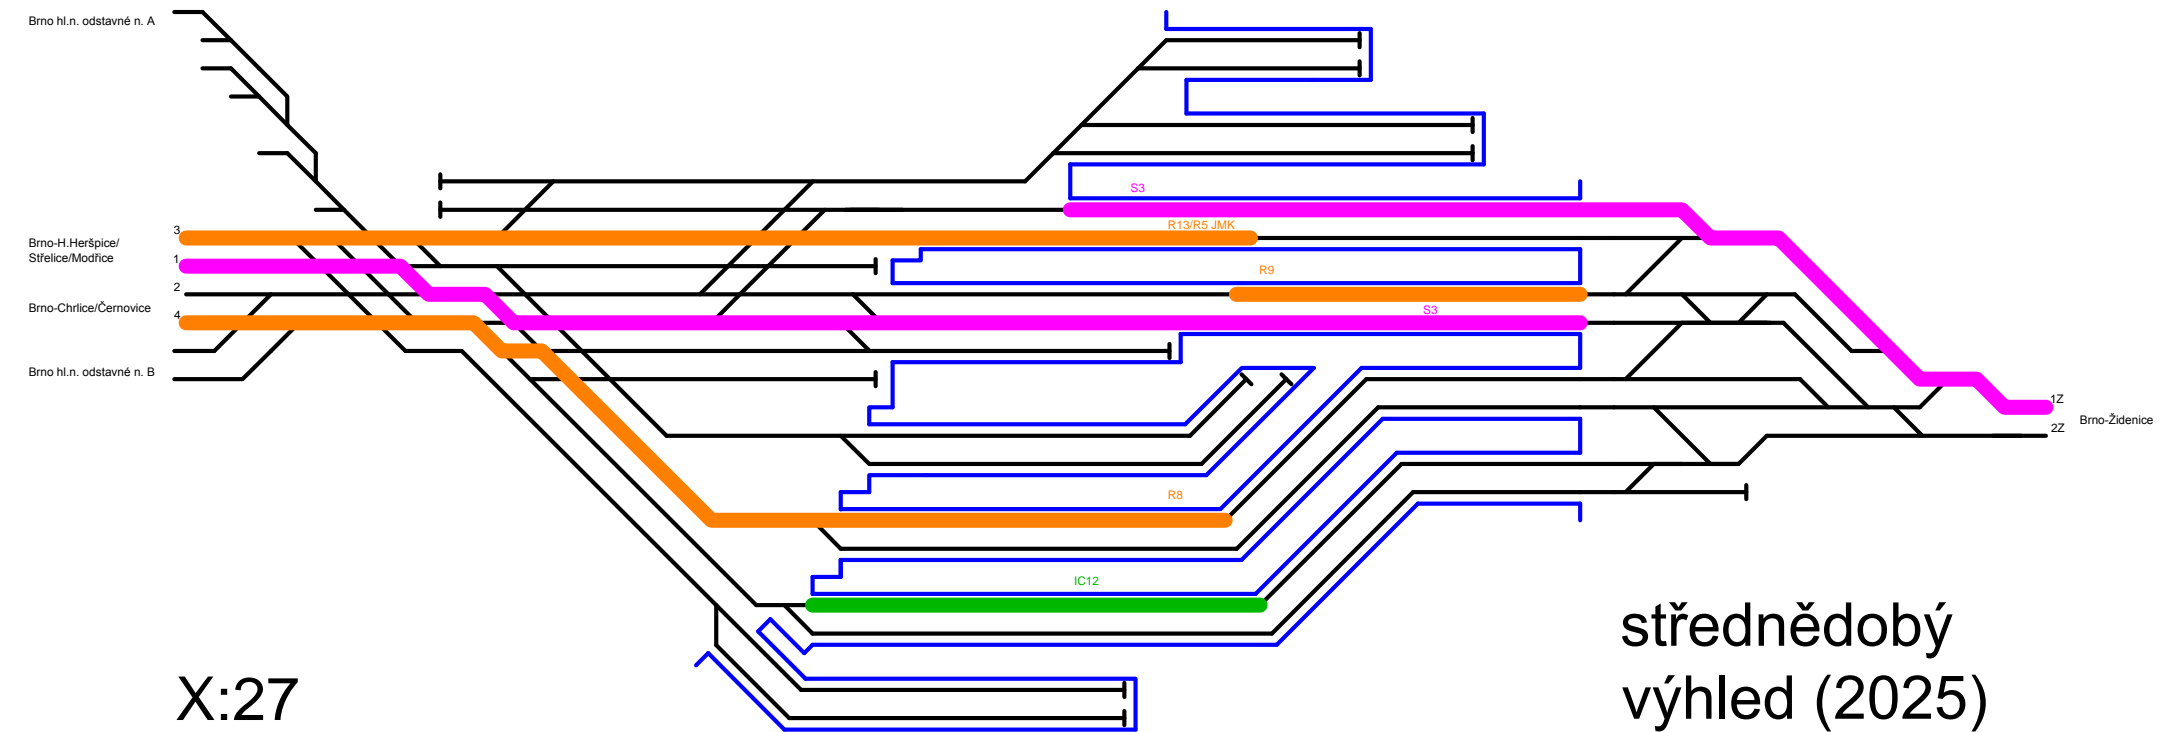 Brno hl.n. odstavné n. A
S3
R13/R5 JMK
3
Brno-H.Heršpice/
Střelice/Modřice
1
R9
2
Brno-Chrlice/Černovice
4
S3
Brno hl.n. odstavné n. B
1Z
Brno-Židenice
2Z
R8
IC12
střednědobý
výhled (2025)
X:27